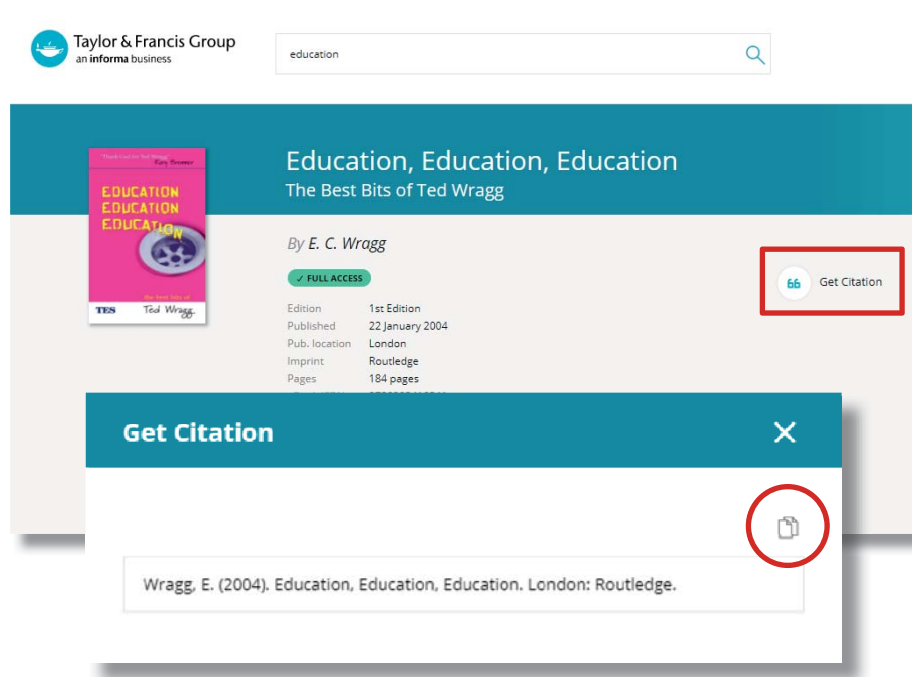 Taylor & Francis Group
an informa business
education
Education, Education, Education
The Best Bits of Ted Wragg
EDUCATION
EDUCATION
EDUCATION
the best bits of
TES Ted Wragg
By E. C. Wragg
✓ FULL ACCESS
Edition 1st Edition
Published 22 January 2004
Pub. location London
Imprint Routledge
Pages 184 pages
66 Get Citation
Get Citation
Wragg, E. (2004). Education, Education, Education. London: Routledge.